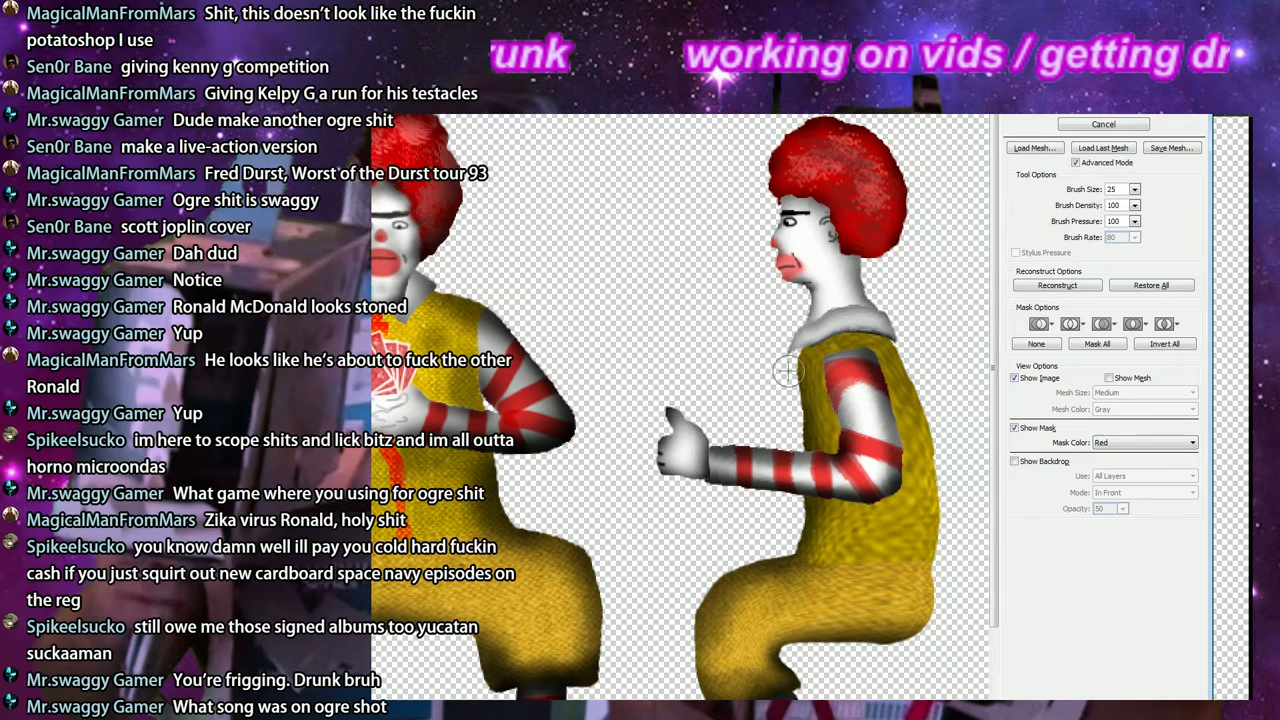 MagicalManFromMars Shit, this doesn't look like the fuckin
potatoshop I use
Sen0r Bane giving kenny g competition
MagicalManFromMars Giving Kelpy G a run for his testacles
Mr.swaggy Gamer Dude make another ogre shit
Sen0r Bane make a live-action version
MagicalManFromMars Fred Durst, Worst of the Durst tour 93
Mr.swaggy Gamer Ogre shit is swaggy
Sen0r Bane scott joplin cover
Mr.swaggy Gamer Dah dud
Mr.swaggy Gamer Notice
Mr.swaggy Gamer Ronald McDonald looks stoned
Mr.swaggy Gamer Yup
MagicalManFromMars He looks like he's about to fuck the other
Ronald
Mr.swaggy Gamer Yup
Spikeelsucko im here to scope shits and lick bitz and im all outta
horno microondas
Mr.swaggy Gamer What game where you using for ogre shit
MagicalManFromMars Zika virus Ronald, holy shit
Spikeelsucko you know damn well ill pay you cold hard fuckin
cash if you just squirt out new cardboard space navy episodes on
the reg
Spikeelsucko still owe me those signed albums too yucatan
suckaaman
Mr.swaggy Gamer You're frigging. Drunk bruh
Mr.swaggy Gamer What song was on ogre shot
runk working on vids / getting dr
Cancel
Load Mesh... Load Last Mesh Save Mesh...
Advanced Mode
Tool Options
Brush Size: 25
Brush Density: 100
Brush Pressure: 100
Brush Rate: 80
Stylus Pressure
Reconstruct Options
Reconstruct Restore All
Mask Options
None Mask All Invert All
View Options
Show Image Show Mesh
Mesh Size: Medium
Mesh Color: Gray
Show Mask
Mask Color: Red
Show Backdrop
Use: All Layers
Mode: In Front
Opacity: 50